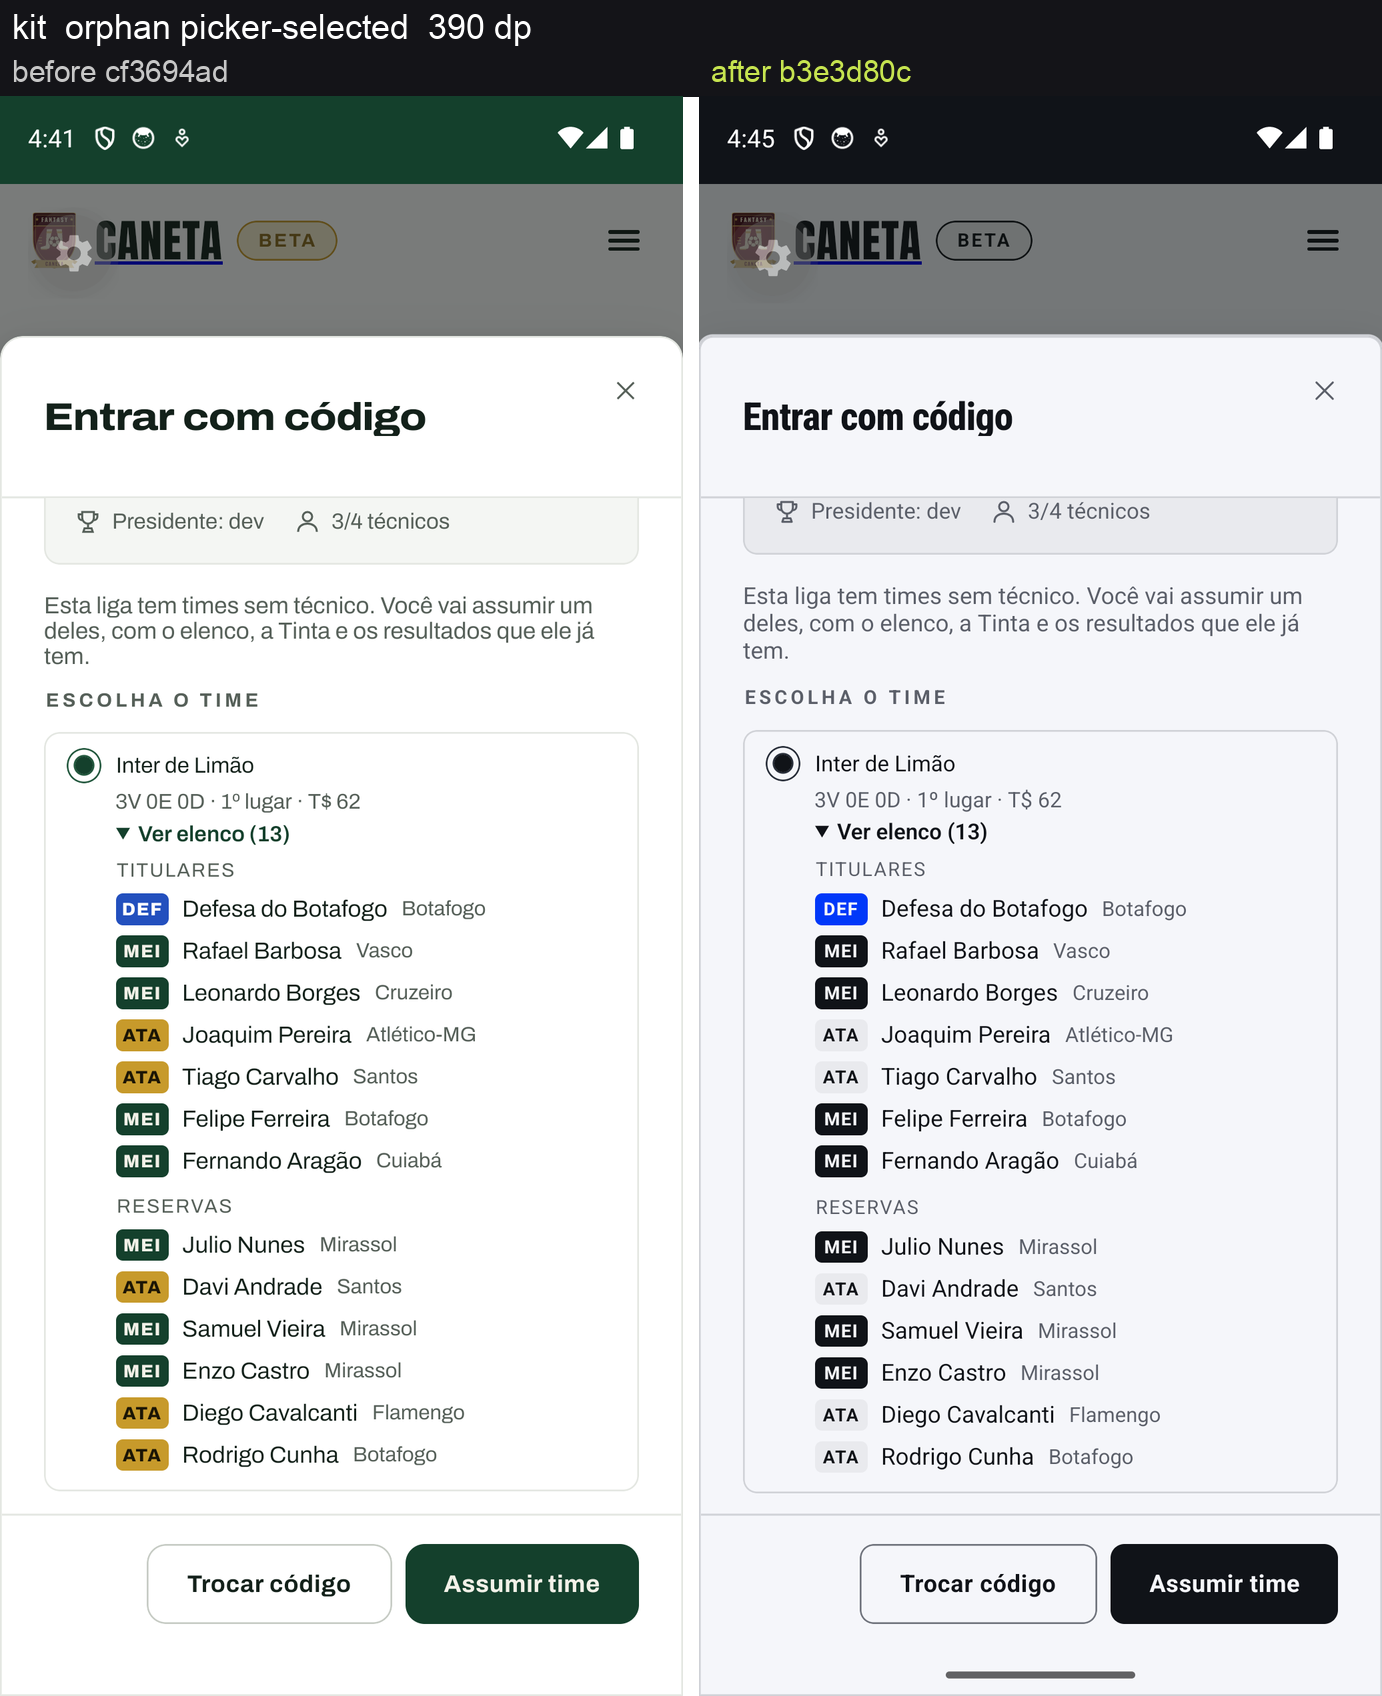 kit orphan picker-selected 390 dp
before cf3694ad
after b3e3d80c
4:41
FANTASY
CANETA
BETA
Entrar com código
Presidente: dev
3/4 técnicos
Esta liga tem times sem técnico. Você vai assumir um
deles, com o elenco, a Tinta e os resultados que ele já
tem.
ESCOLHA O TIME
Inter de Limão
3V 0E 0D · 1º lugar · T$ 62
▼ Ver elenco (13)
TITULARES
DEF Defesa do Botafogo Botafogo
MEI Rafael Barbosa Vasco
MEI Leonardo Borges Cruzeiro
ATA Joaquim Pereira Atlético-MG
ATA Tiago Carvalho Santos
MEI Felipe Ferreira Botafogo
MEI Fernando Aragão Cuiabá
RESERVAS
MEI Julio Nunes Mirassol
ATA Davi Andrade Santos
MEI Samuel Vieira Mirassol
MEI Enzo Castro Mirassol
ATA Diego Cavalcanti Flamengo
ATA Rodrigo Cunha Botafogo
Trocar código
Assumir time
4:45
FANTASY
CANETA
BETA
Entrar com código
Presidente: dev
3/4 técnicos
Esta liga tem times sem técnico. Você vai assumir um
deles, com o elenco, a Tinta e os resultados que ele já
tem.
ESCOLHA O TIME
Inter de Limão
3V 0E 0D · 1º lugar · T$ 62
▼ Ver elenco (13)
TITULARES
DEF Defesa do Botafogo Botafogo
MEI Rafael Barbosa Vasco
MEI Leonardo Borges Cruzeiro
ATA Joaquim Pereira Atlético-MG
ATA Tiago Carvalho Santos
MEI Felipe Ferreira Botafogo
MEI Fernando Aragão Cuiabá
RESERVAS
MEI Julio Nunes Mirassol
ATA Davi Andrade Santos
MEI Samuel Vieira Mirassol
MEI Enzo Castro Mirassol
ATA Diego Cavalcanti Flamengo
ATA Rodrigo Cunha Botafogo
Trocar código
Assumir time